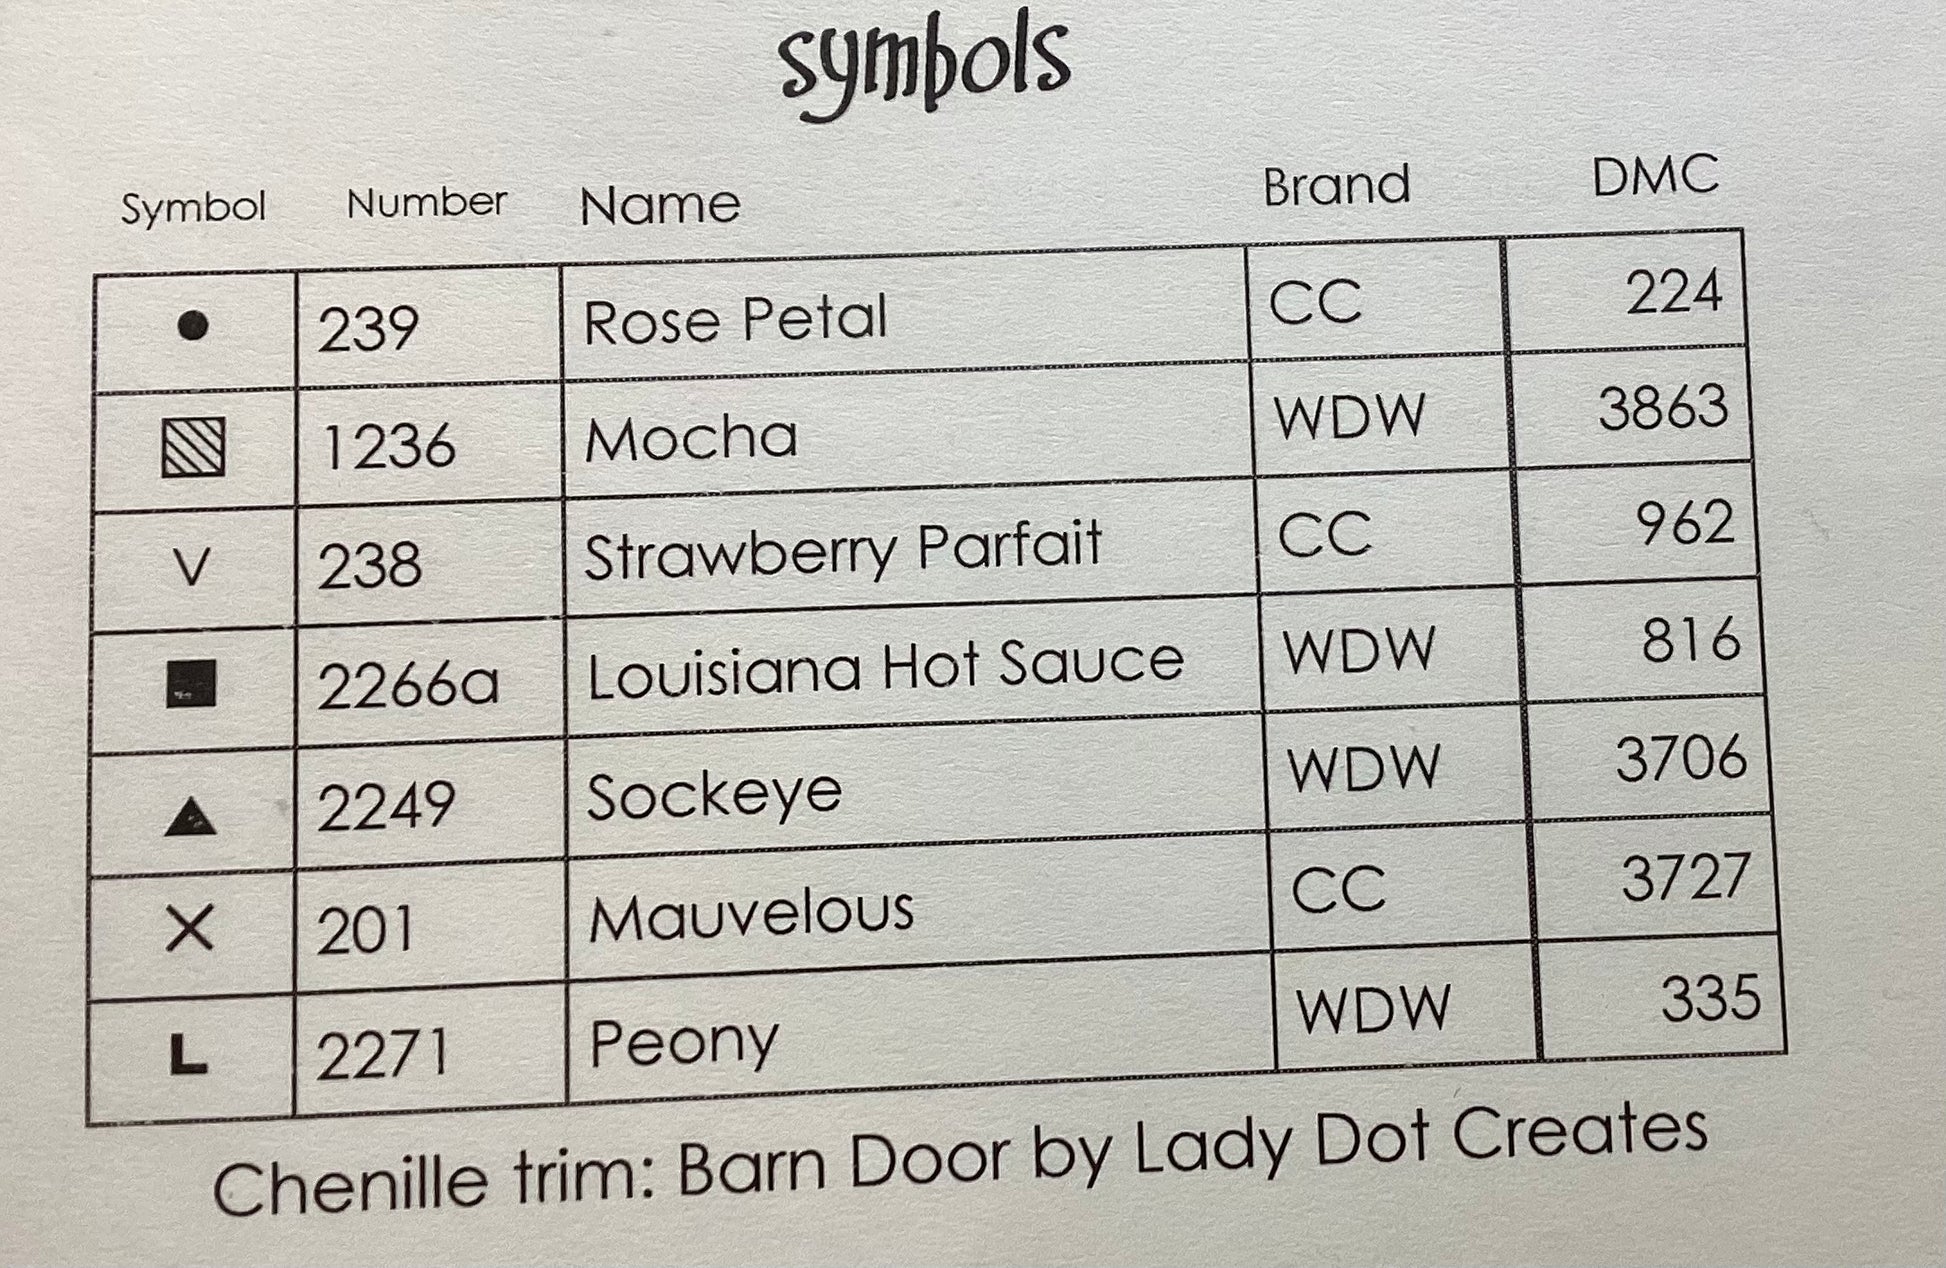 symbols
Symbol Number Name Brand DMC
● 239 Rose Petal CC 224
▧ 1236 Mocha WDW 3863
V 238 Strawberry Parfait CC 962
■ 2266a Louisiana Hot Sauce WDW 816
▲ 2249 Sockeye WDW 3706
X 201 Mauvelous CC 3727
L 2271 Peony WDW 335
Chenille trim: Barn Door by Lady Dot Creates